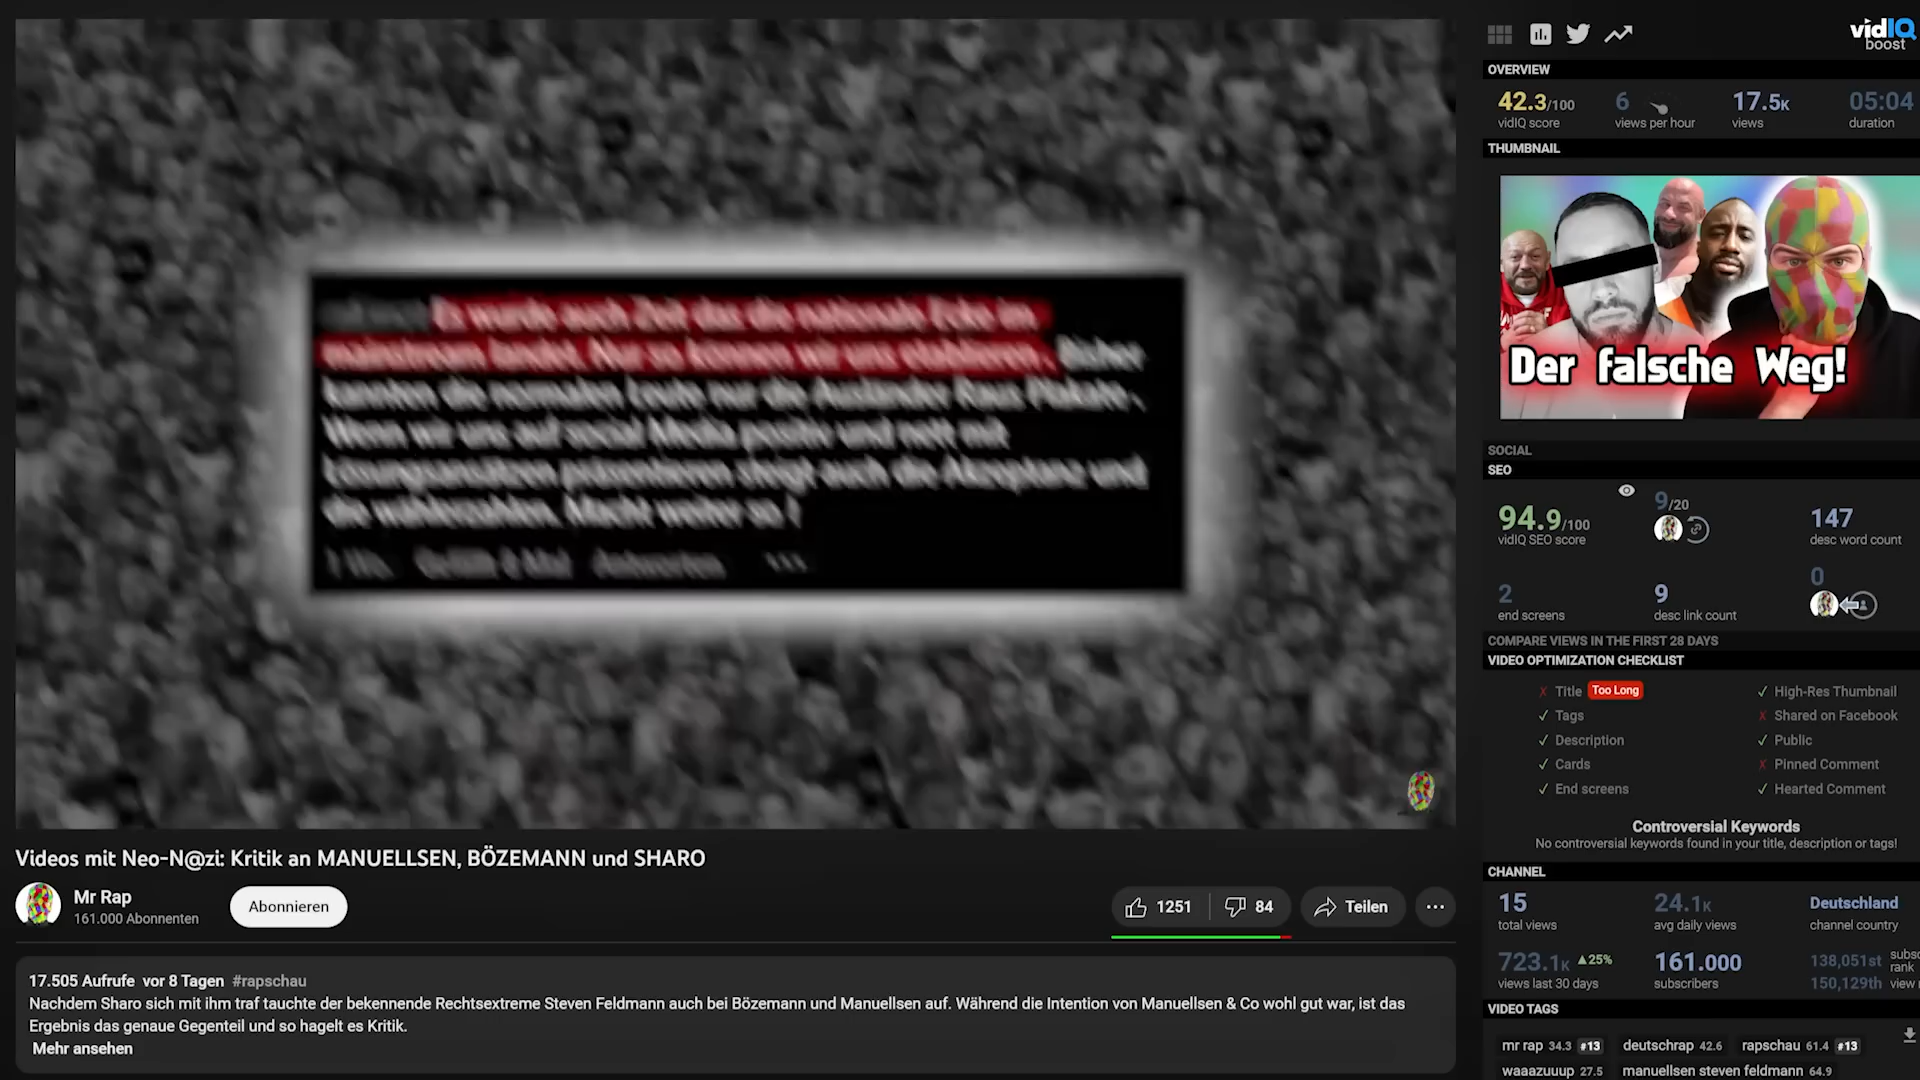 vidIQ
boost
OVERVIEW
42.3/100
vidIQ score
6
views per hour
17.5K
views
05:04
duration
THUMBNAIL
Der falsche Weg!
SOCIAL
SEO
94.9/100
vidIQ SEO score
9/20
147
desc word count
2
end screens
9
desc link count
0
COMPARE VIEWS IN THE FIRST 28 DAYS
VIDEO OPTIMIZATION CHECKLIST
x Title Too Long
✓ High-Res Thumbnail
✓ Tags
x Shared on Facebook
✓ Description
✓ Public
✓ Cards
x Pinned Comment
✓ End screens
✓ Hearted Comment
Controversial Keywords
No controversial keywords found in your title, description or tags!
CHANNEL
15
total views
24.1K
avg daily views
Deutschland
channel country
723.1K ▲25%
views last 30 days
161.000
subscribers
138,051st
rank
150,129th view
VIDEO TAGS
mr rap 34.3 #13 deutschrap 42.6 rapschau 61.4 #13
waaazuuup 27.5 manuellsen steven feldmann 64.9
Videos mit Neo-N@zi: Kritik an MANUELLSEN, BÖZEMANN und SHARO
Mr Rap
161.000 Abonnenten
Abonnieren
1251
84
Teilen
17.505 Aufrufe vor 8 Tagen #rapschau
Nachdem Sharo sich mit ihm traf tauchte der bekennende Rechtsextreme Steven Feldmann auch bei Bözemann und Manuellsen auf. Während die Intention von Manuellsen & Co wohl gut war, ist das
Ergebnis das genaue Gegenteil und so hagelt es Kritik.
Mehr ansehen